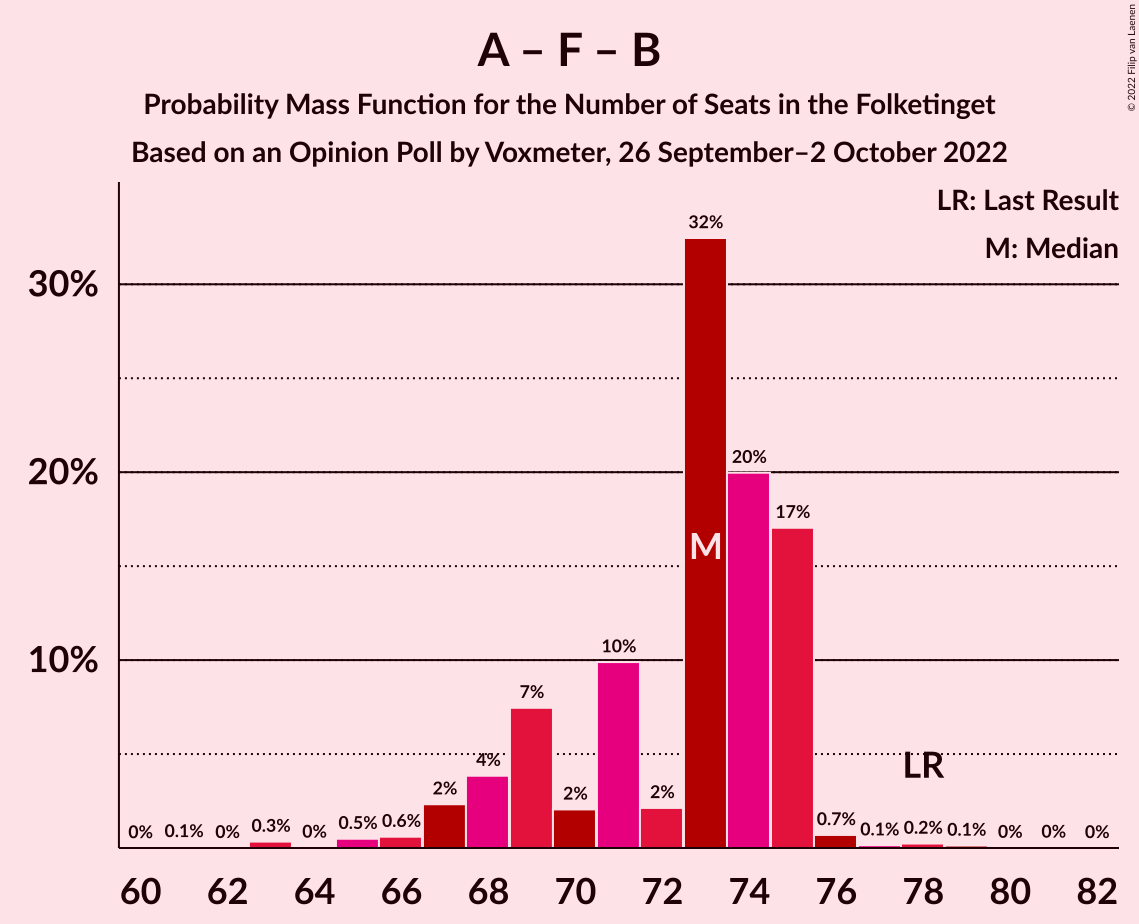 A – F – B
Probability Mass Function for the Number of Seats in the Folketinget
Based on an Opinion Poll by Voxmeter, 26 September–2 October 2022
© 2022 Filip van Laenen
LR: Last Result
M: Median
30%
20%
10%
0%
0.1%
0%
0.3%
0%
0.5%
0.6%
2%
4%
7%
2%
10%
2%
32%
20%
17%
0.7%
0.1%
0.2%
0.1%
0%
0%
0%
M
LR
60 62 64 66 68 70 72 74 76 78 80 82